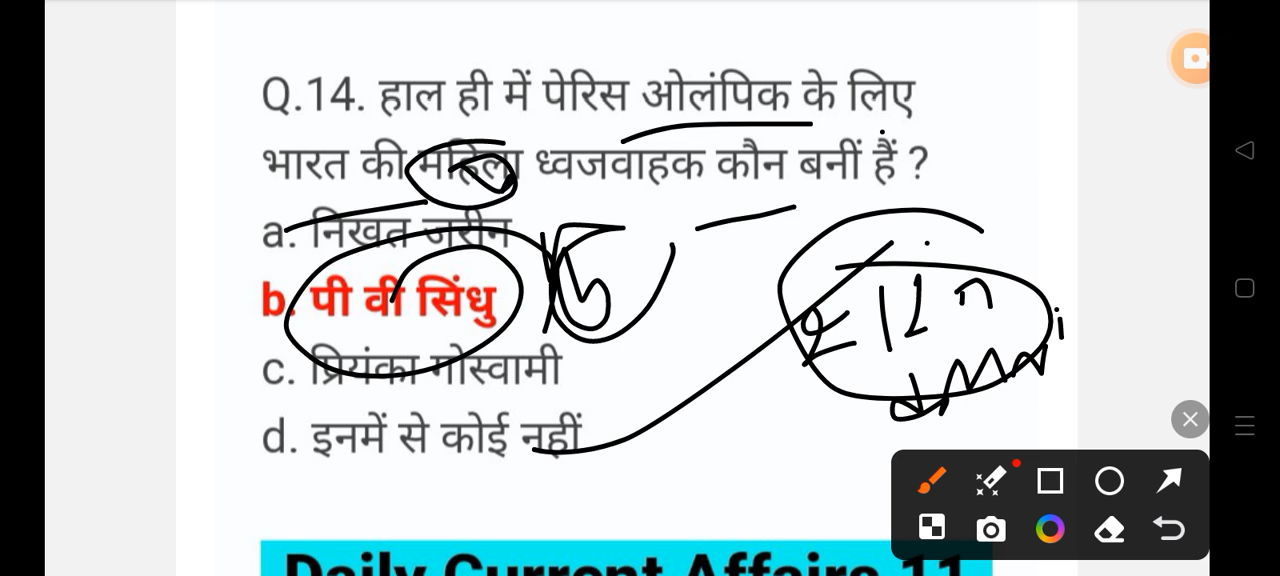 Q.14. हाल ही में पेरिस ओलंपिक के लिए
भारत की महिला ध्वजवाहक कौन बनीं हैं ?
a. निखत जरीन
b. पी वी सिंधु
c. प्रियंका गोस्वामी
d. इनमें से कोई नहीं
Daily Current Affairs 11